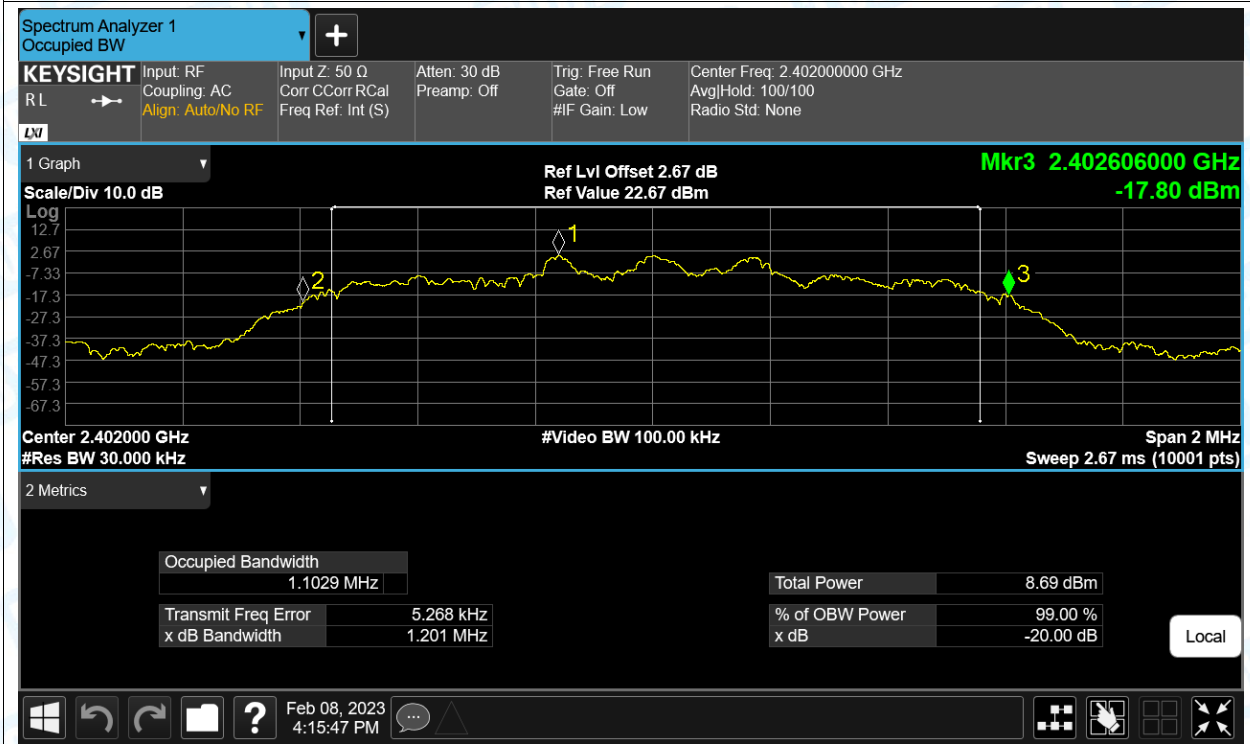 Spectrum Analyzer 1
Occupied BW
KEYSIGHT
R L
LXI
Input: RF
Coupling: AC
Align: Auto/No RF
Input Z: 50 Ω
Corr CCorr RCal
Freq Ref: Int (S)
Atten: 30 dB
Preamp: Off
Trig: Free Run
Gate: Off
#IF Gain: Low
Center Freq: 2.402000000 GHz
Avg|Hold: 100/100
Radio Std: None
1 Graph
Scale/Div 10.0 dB
Ref Lvl Offset 2.67 dB
Ref Value 22.67 dBm
Mkr3 2.402606000 GHz
-17.80 dBm
Log
12.7
2.67
-7.33
-17.3
-27.3
-37.3
-47.3
-57.3
-67.3
1
2
3
Center 2.402000 GHz
#Video BW 100.00 kHz
Span 2 MHz
#Res BW 30.000 kHz
Sweep 2.67 ms (10001 pts)
2 Metrics
Occupied Bandwidth
1.1029 MHz
Transmit Freq Error 5.268 kHz
x dB Bandwidth 1.201 MHz
Total Power 8.69 dBm
% of OBW Power 99.00 %
x dB -20.00 dB
Local
?
Feb 08, 2023
4:15:47 PM